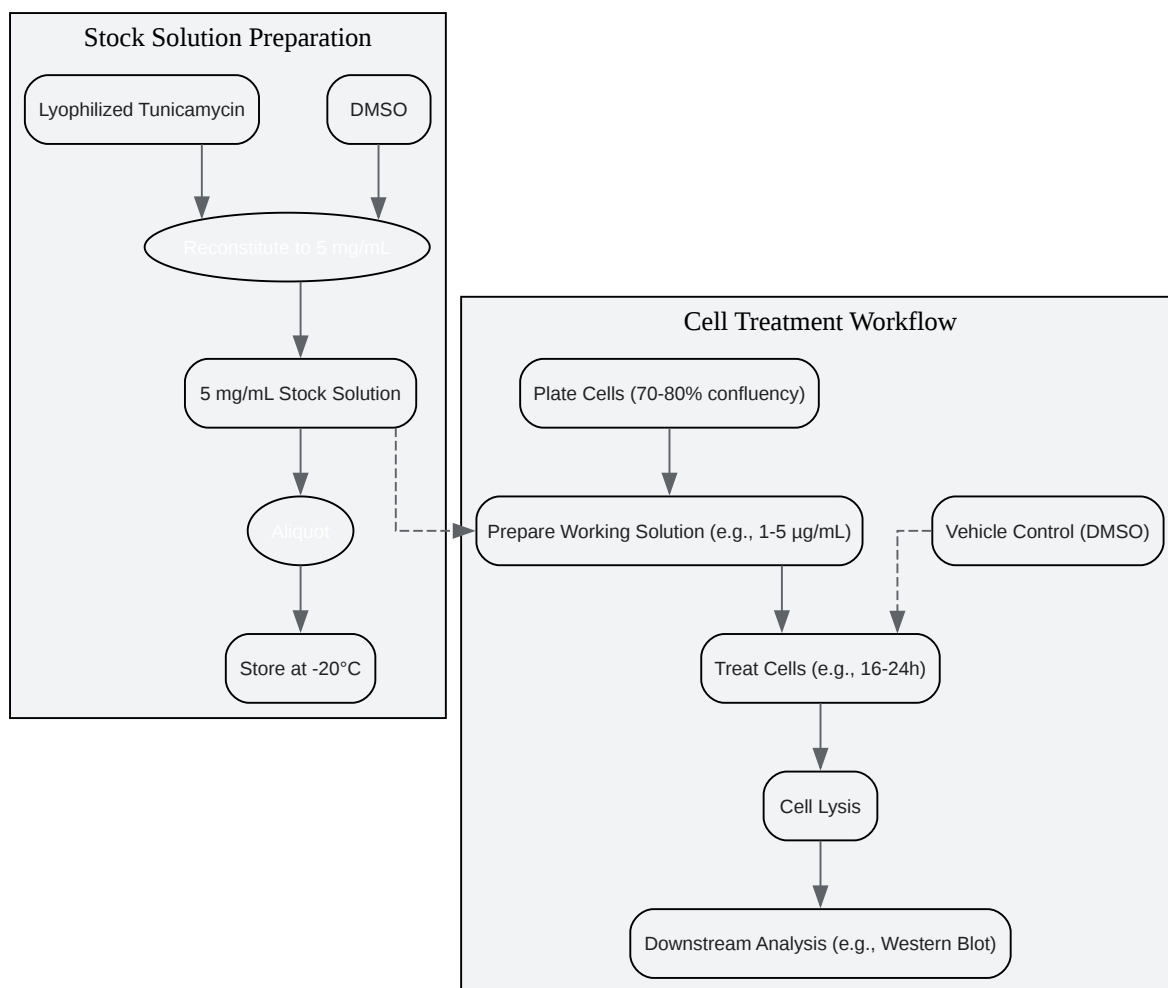 Stock Solution Preparation
Lyophilized Tunicamycin
DMSO
Reconstitute to 5 mg/mL
5 mg/mL Stock Solution
Aliquot
Store at -20°C
Cell Treatment Workflow
Plate Cells (70-80% confluency)
Prepare Working Solution (e.g., 1-5 µg/mL)
Vehicle Control (DMSO)
Treat Cells (e.g., 16-24h)
Cell Lysis
Downstream Analysis (e.g., Western Blot)